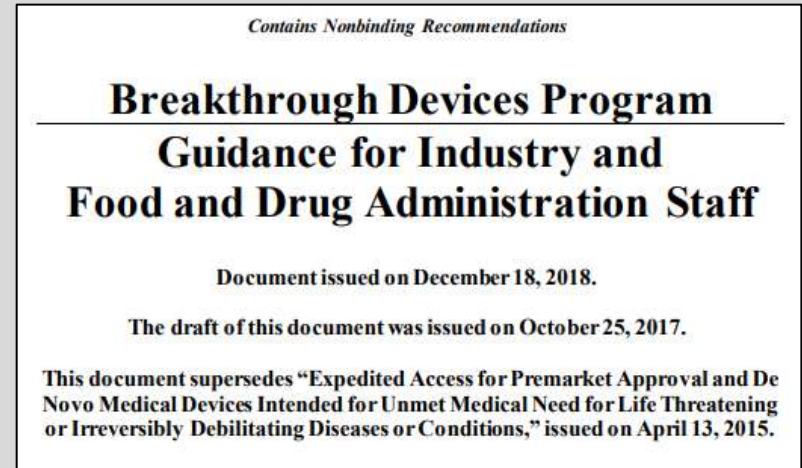 Contains Nonbinding Recommendations
Breakthrough Devices Program
Guidance for Industry and
Food and Drug Administration Staff
Document issued on December 18, 2018.
The draft of this document was issued on October 25, 2017.
This document supersedes “Expedited Access for Premarket Approval and De
Novo Medical Devices Intended for Unmet Medical Need for Life Threatening
or Irreversibly Debilitating Diseases or Conditions,” issued on April 13, 2015.